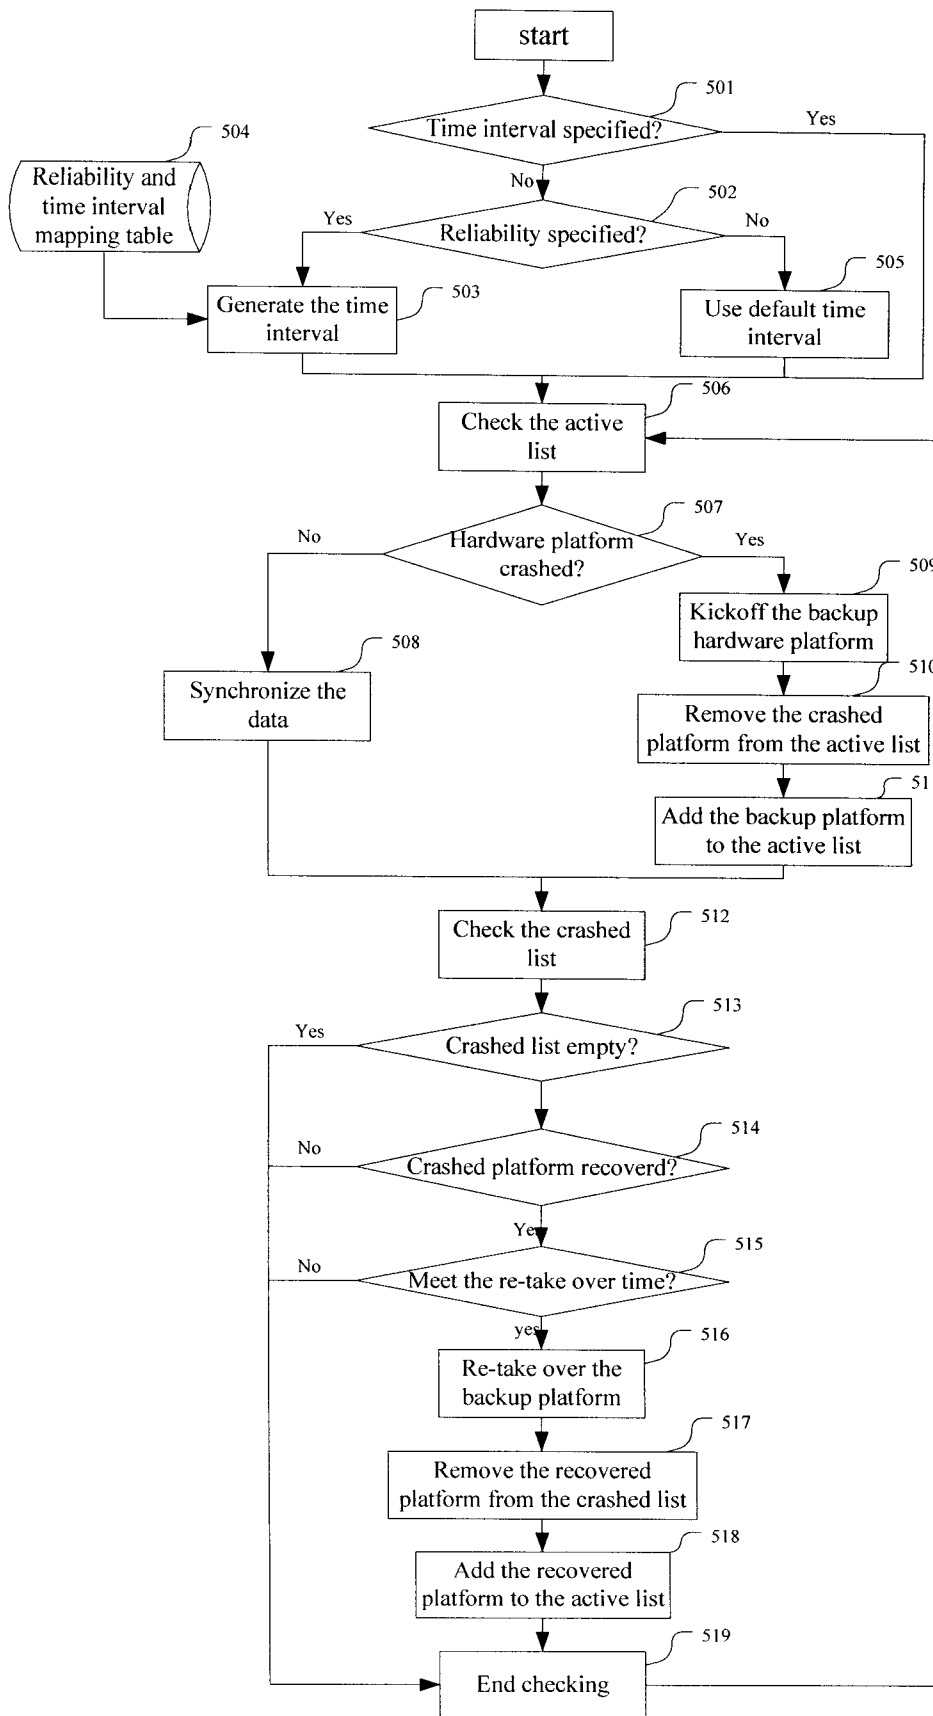 start
501
Time interval specified?
Yes
504
Reliability and
time interval
mapping table
No
502
Yes
Reliability specified?
No
505
Generate the time
interval
503
Use default time
interval
506
Check the active
list
507
No
Hardware platform
crashed?
Yes
509
Kickoff the backup
hardware platform
508
Synchronize the
data
510
Remove the crashed
platform from the active list
51
Add the backup platform
to the active list
512
Check the crashed
list
513
Yes
Crashed list empty?
514
No
Crashed platform recoverd?
Yes
515
No
Meet the re-take over time?
yes
516
Re-take over the
backup platform
517
Remove the recovered
platform from the crashed list
518
Add the recovered
platform to the active list
519
End checking